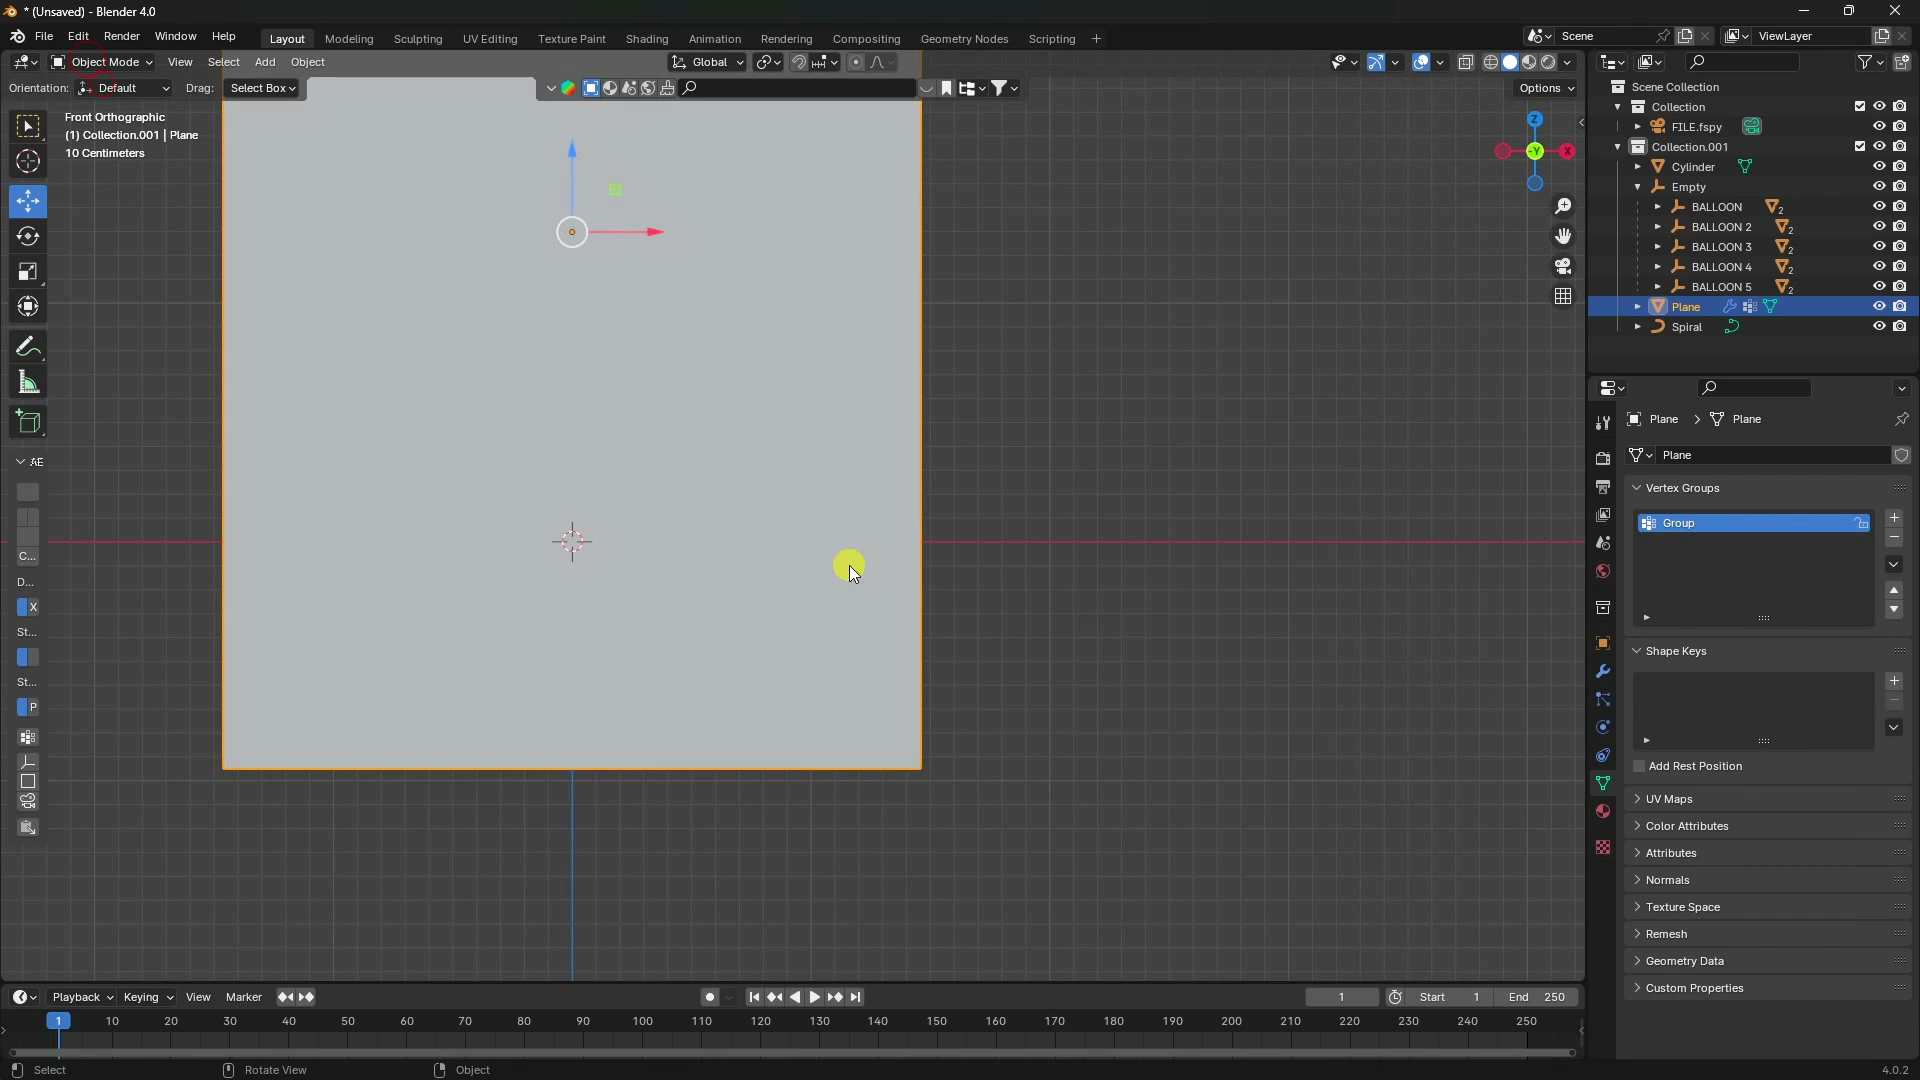 * (Unsaved) - Blender 4.0
File Edit Render Window Help
Layout Modeling Sculpting UV Editing Texture Paint Shading Animation Rendering Compositing Geometry Nodes Scripting +
Scene
ViewLayer
Object Mode View Select Add Object
Global
Orientation: Default Drag: Select Box
Options
Front Orthographic
(1) Collection.001 | Plane
10 Centimeters
Z
-Y
X
AE
C...
D...
X
St...
St...
P
Scene Collection
Collection
FILE.fspy
Collection.001
Cylinder
Empty
BALLOON 2
BALLOON 2 2
BALLOON 3 2
BALLOON 4 2
BALLOON 5 2
Plane
Spiral
Plane > Plane
Plane
Vertex Groups
Group
Shape Keys
Add Rest Position
UV Maps
Color Attributes
Attributes
Normals
Texture Space
Remesh
Geometry Data
Custom Properties
Playback Keying View Marker
1
Start 1
End 250
1 10 20 30 40 50 60 70 80 90 100 110 120 130 140 150 160 170 180 190 200 210 220 230 240 250
Select
Rotate View
Object
4.0.2